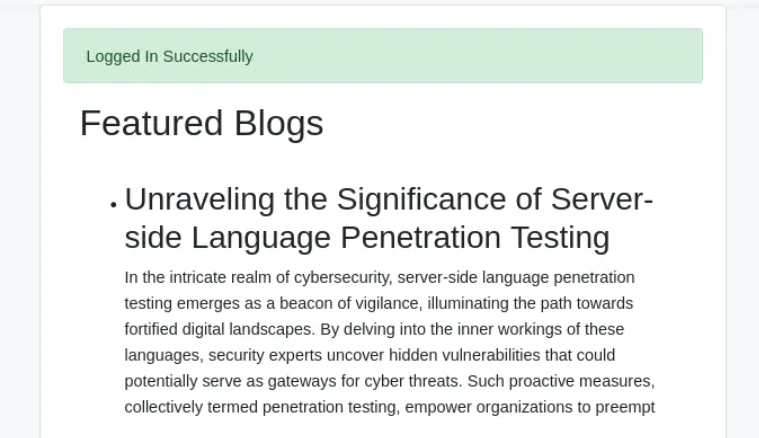 Logged In Successfully
Featured Blogs
Unraveling the Significance of Server-
side Language Penetration Testing
In the intricate realm of cybersecurity, server-side language penetration
testing emerges as a beacon of vigilance, illuminating the path towards
fortified digital landscapes. By delving into the inner workings of these
languages, security experts uncover hidden vulnerabilities that could
potentially serve as gateways for cyber threats. Such proactive measures,
collectively termed penetration testing, empower organizations to preempt